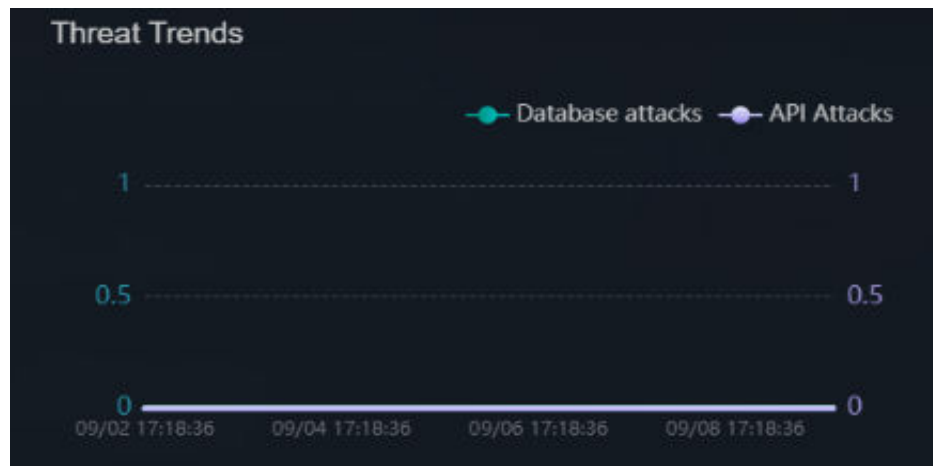 Threat Trends
Database attacks API Attacks
1 1
0.5 0.5
0 0
09/02 17:18:36 09/04 17:18:36 09/06 17:18:36 09/08 17:18:36